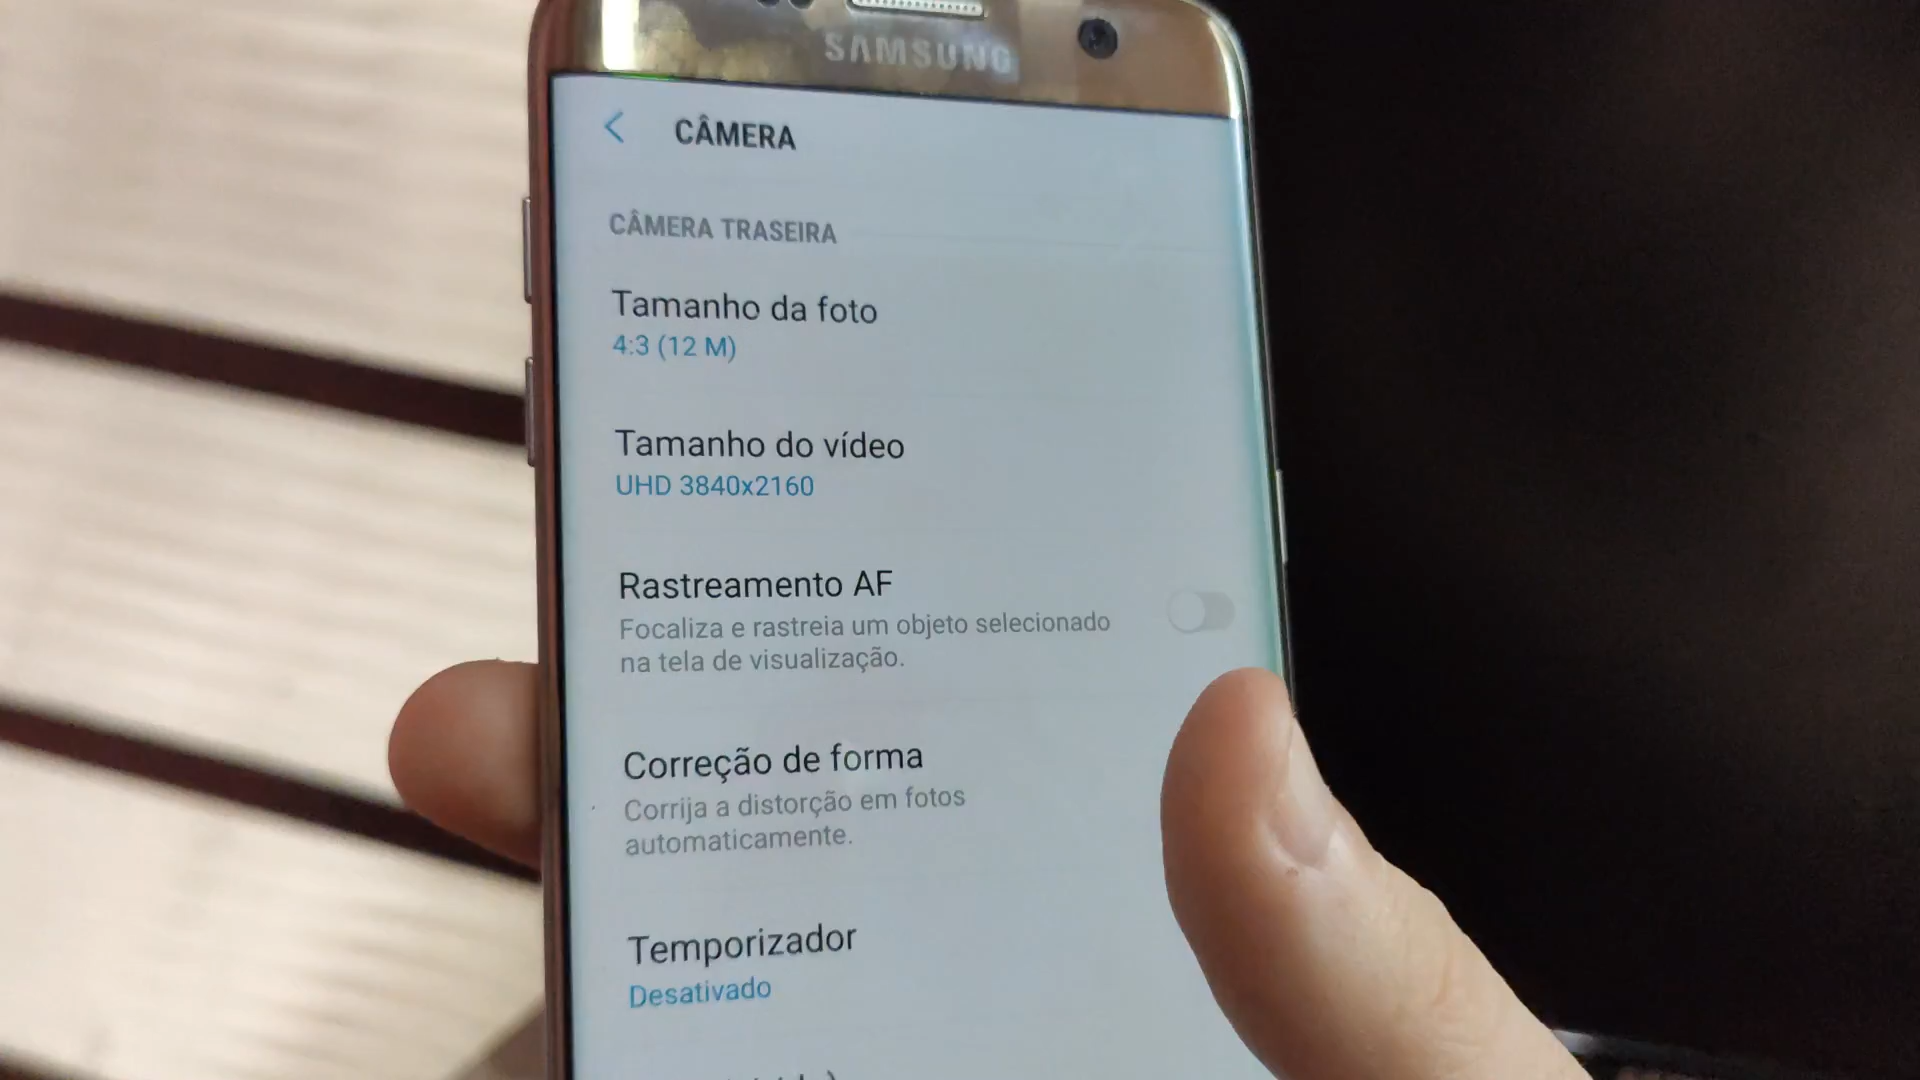 SAMSUNG
CÂMERA
CÂMERA TRASEIRA
Tamanho da foto
4:3 (12 M)
Tamanho do vídeo
UHD 3840x2160
Rastreamento AF
Focaliza e rastreia um objeto selecionado
na tela de visualização.
Correção de forma
Corrija a distorção em fotos
automaticamente.
Temporizador
Desativado